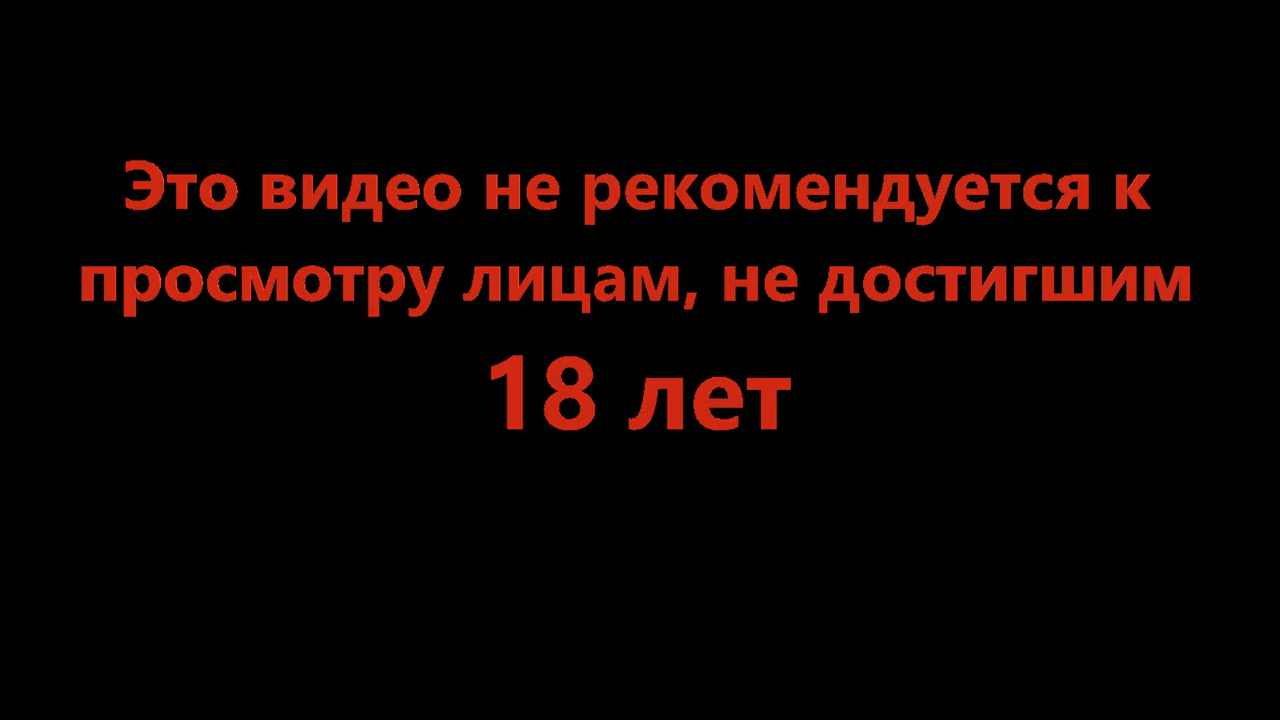 Это видео не рекомендуется к
просмотру лицам, не достигшим
18 лет